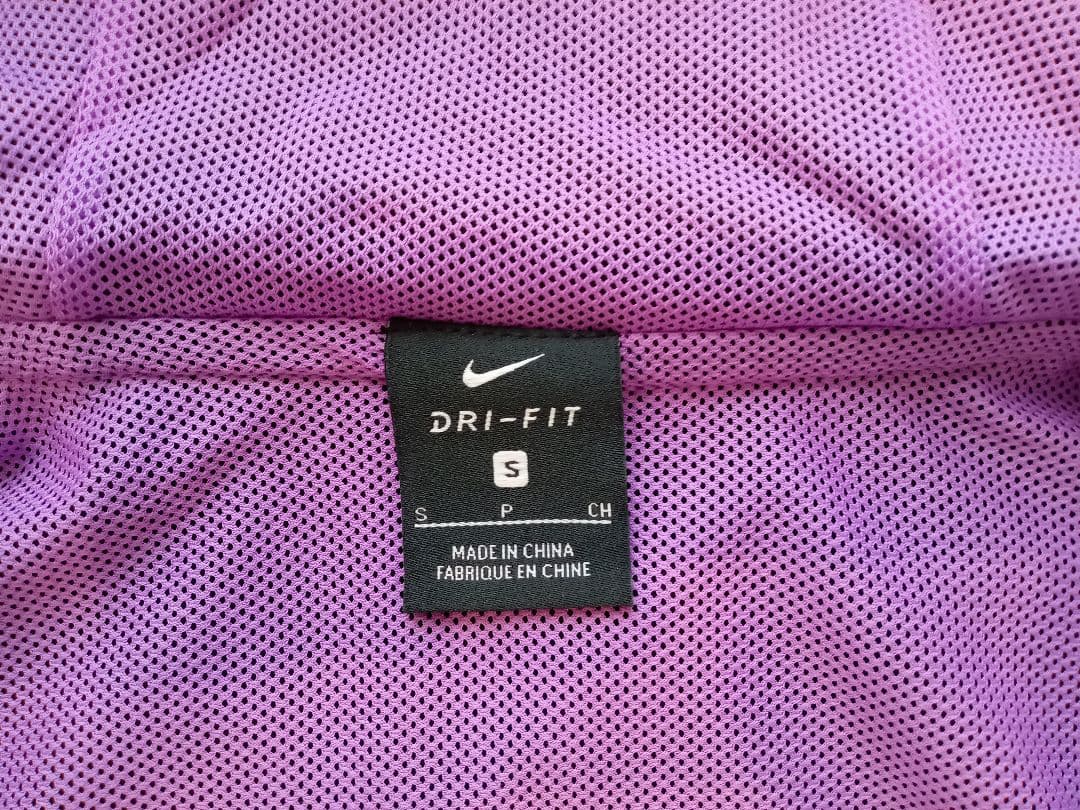 DRI-FIT
S
S P CH
MADE IN CHINA
FABRIQUE EN CHINE